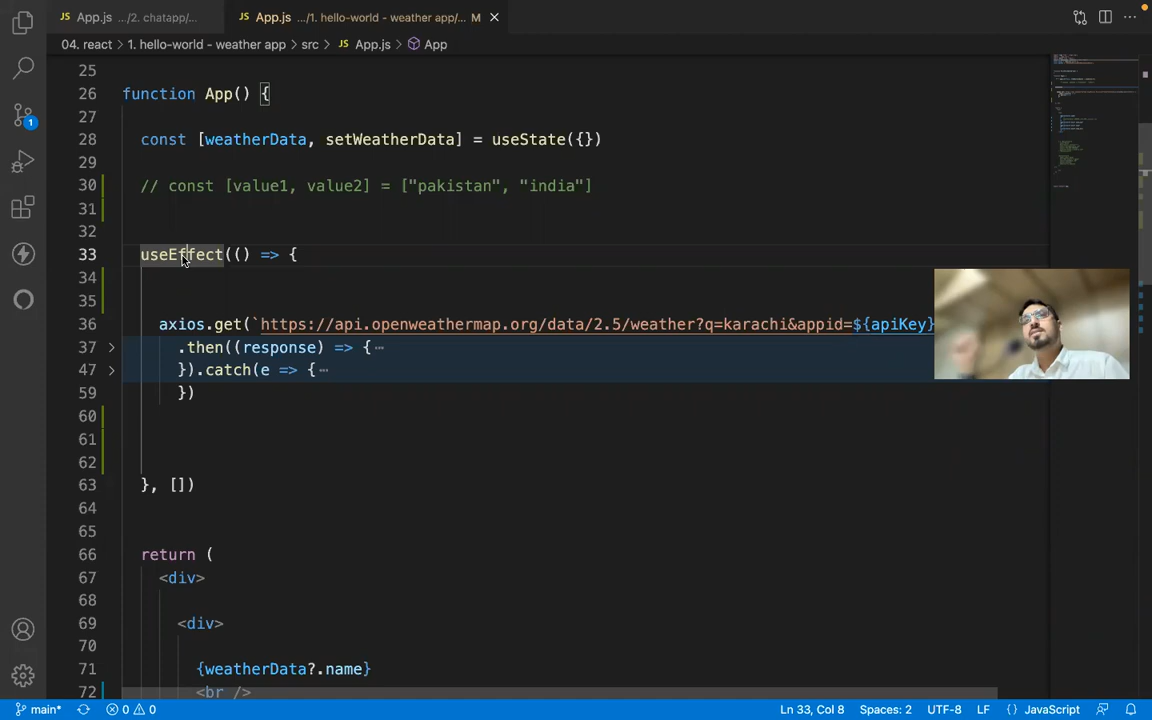 App.js .../2. chatapp/...
App.js .../1. hello-world - weather app/... M
04. react > 1. hello-world - weather app > src > App.js > App
25
26 function App() {
27
28 const [weatherData, setWeatherData] = useState({})
29
30 // const [value1, value2] = ["pakistan", "india"]
31
32
33 useEffect(() => {
34
35
36 axios.get(`https://api.openweathermap.org/data/2.5/weather?q=karachi&appid=${apiKey}
37 .then((response) => {⋯
47 }).catch(e => {⋯
59 })
60
61
62
63 }, [])
64
65
66 return (
67 <div>
68
69 <div>
70
71 {weatherData?.name}
72 <br />
1
main* 0 0 Ln 33, Col 8 Spaces: 2 UTF-8 LF {} JavaScript